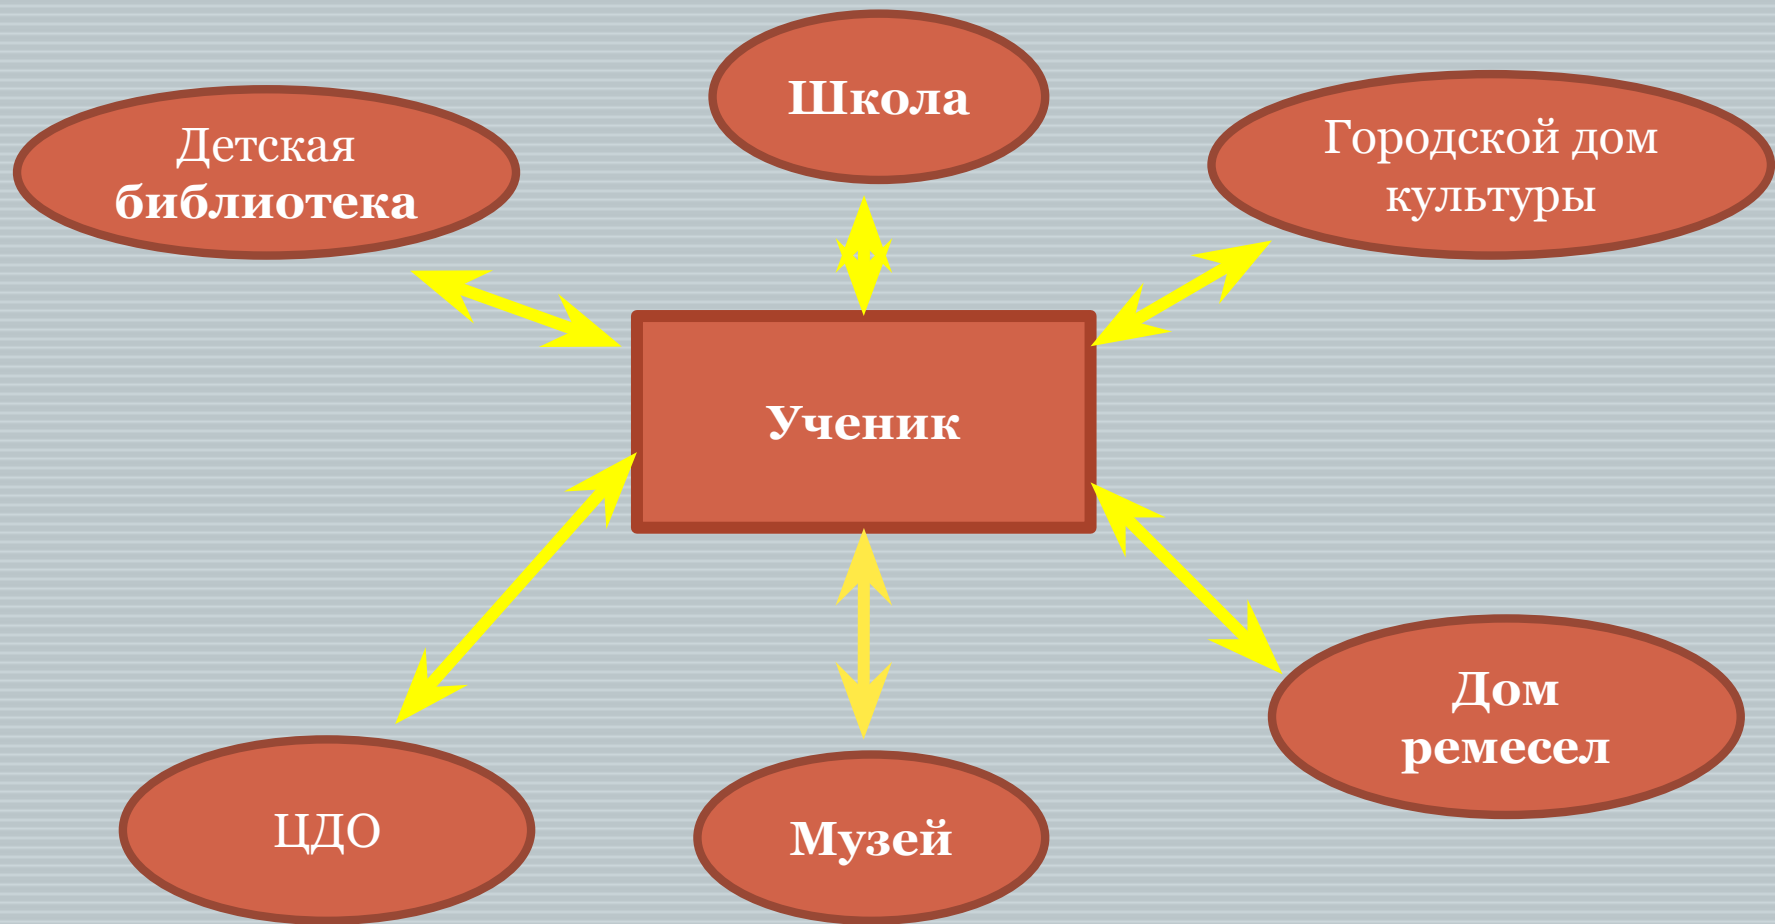 Школа
Детская
библиотека
Городской дом
культуры
Ученик
Дом
ремесел
ЦДО
Музей